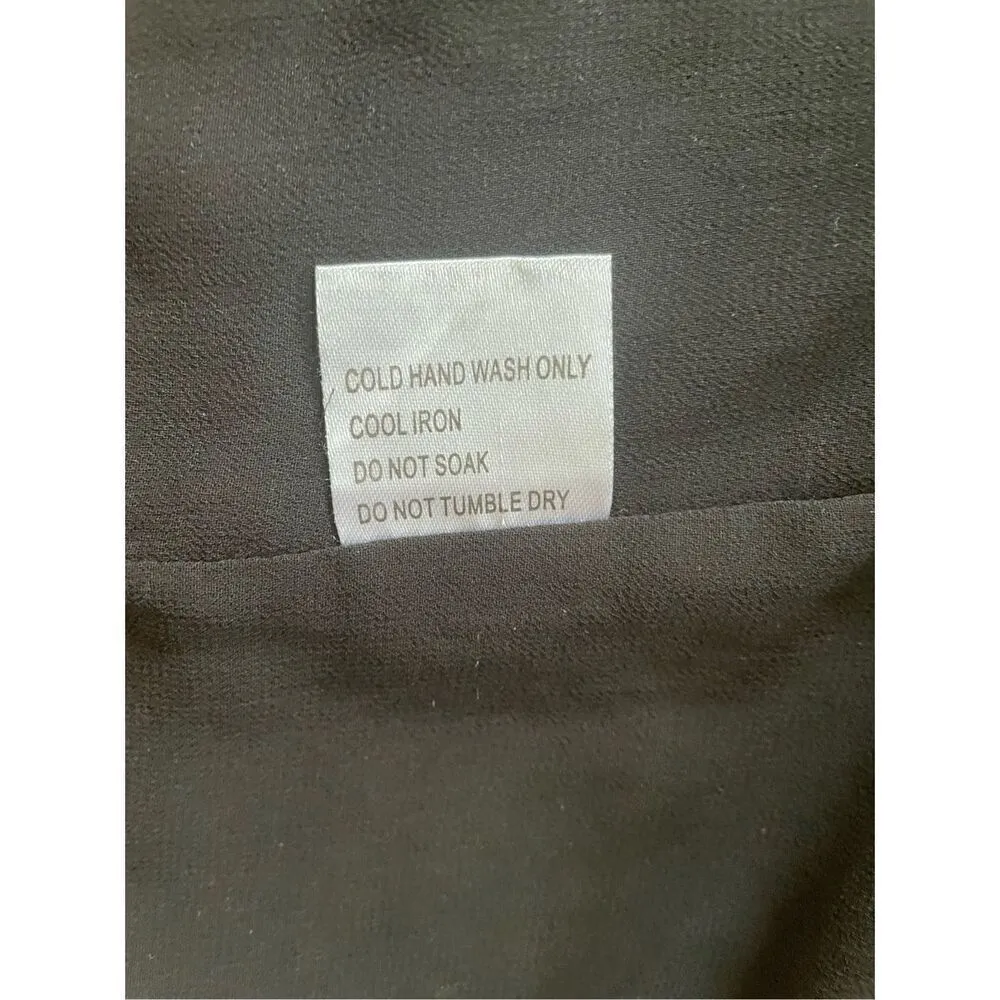 COLD HAND WASH ONLY
COOL IRON
DO NOT SOAK
DO NOT TUMBLE DRY